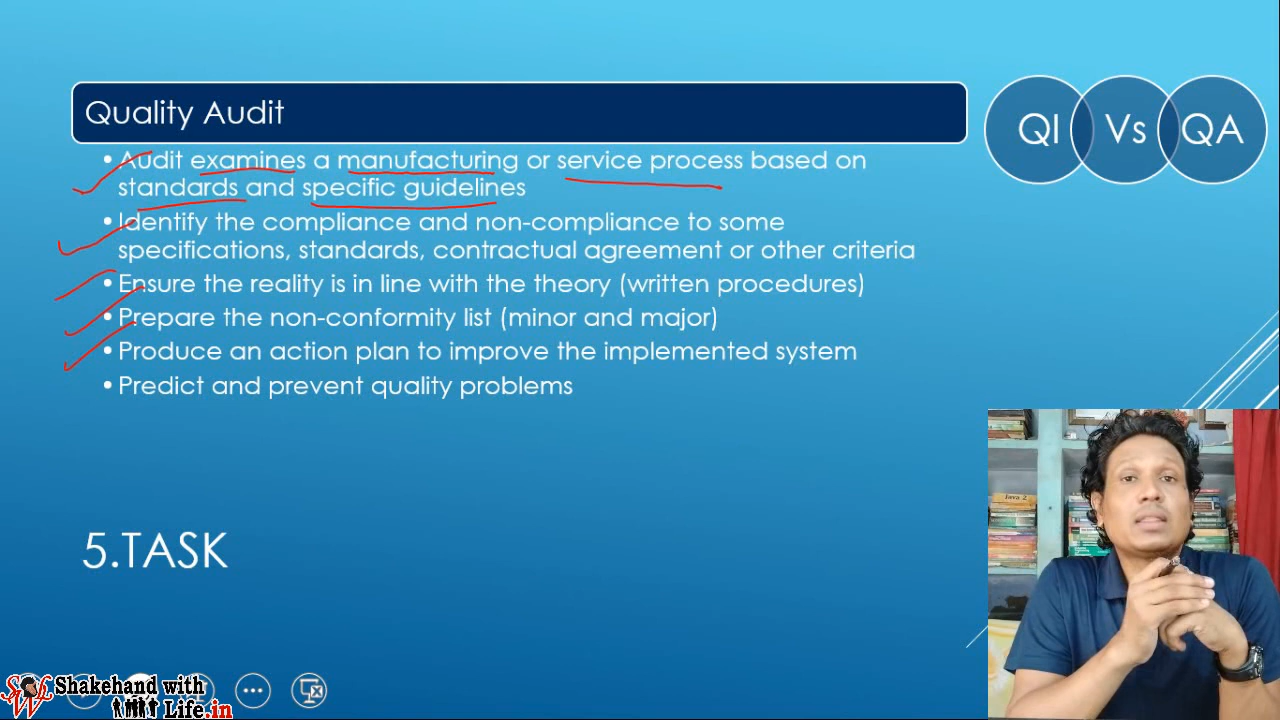 Quality Audit
QI Vs QA
• Audit examines a manufacturing or service process based on
standards and specific guidelines
• Identify the compliance and non-compliance to some
specifications, standards, contractual agreement or other criteria
• Ensure the reality is in line with the theory (written procedures)
• Prepare the non-conformity list (minor and major)
• Produce an action plan to improve the implemented system
• Predict and prevent quality problems
5.TASK
Java 2
Shakehand with
Life.in